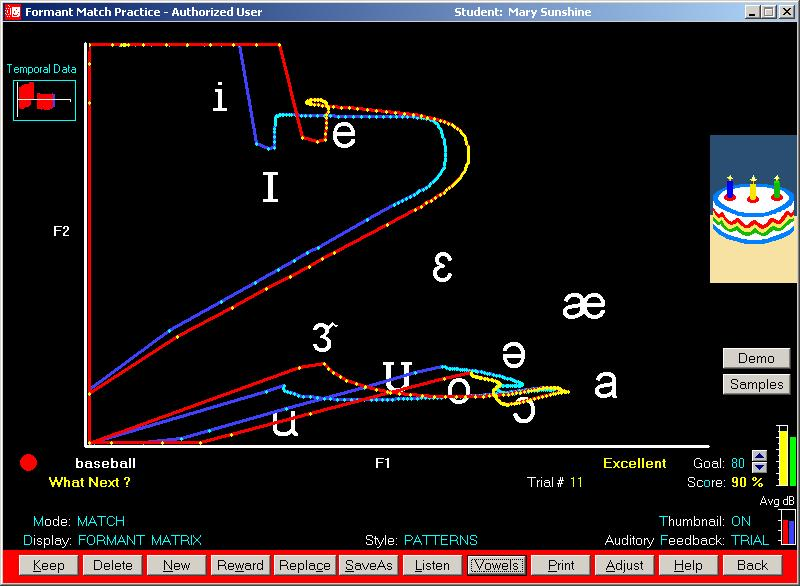 Formant Match Practice - Authorized User Student: Mary Sunshine
Temporal Data
i
e
I
F2
ɛ
æ
ɝ
ə
U
o
a
ɔ
u
baseball F1 Excellent Goal: 80
What Next ? Trial # 11 Score: 90 %
Demo
Samples
Avg dB
Mode: MATCH Thumbnail: ON
Display: FORMANT MATRIX Style: PATTERNS Auditory Feedback: TRIAL
Keep Delete New Reward Replace SaveAs Listen Vowels Print Adjust Help Back